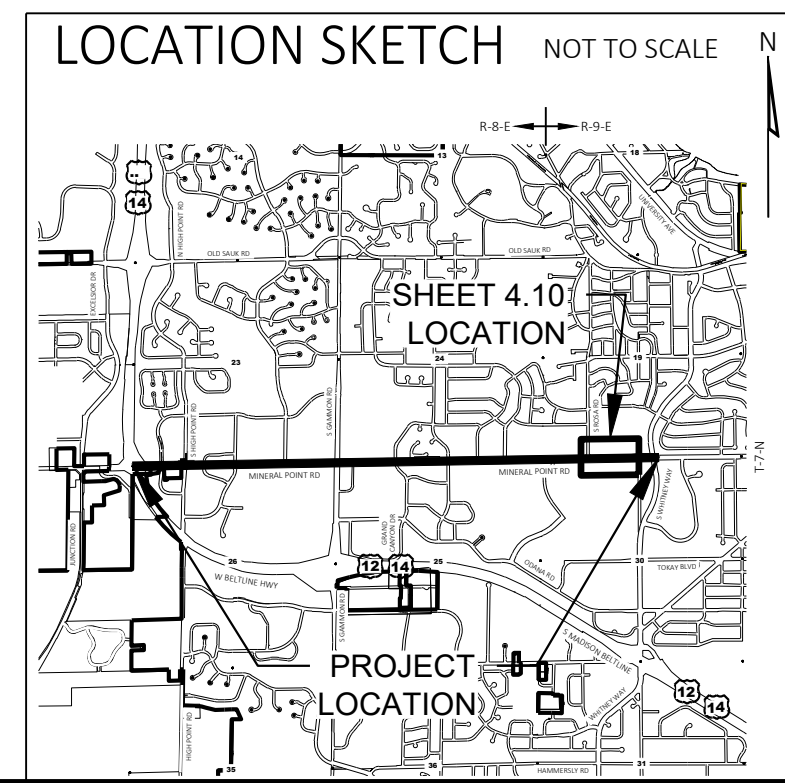 LOCATION SKETCH NOT TO SCALE
N
R-8-E R-9-E
13
18
14
..
14
N HIGH POINT RD
UNIVERSITY AVE
OLD SAUK RD
OLD SAUK RD
EXCELSIOR DR
SHEET 4.10
LOCATION
23
24
19
S GAMMON RD
S HIGH POINT RD
S ROSA RD
MINERAL POINT RD
MINERAL POINT RD
T-7-N
S WHITNEY WAY
JUNCTION RD
GRAND
CANYON DR
26
12 14
25
ODANA RD
30
TOKAY BLVD
W BELTLINE HWY
S GAMMON RD
S MADISON BELTLINE
PROJECT
LOCATION
12
14
WHITNEY WAY
HIGH POINT RD
35
36
31
HAMMERSLY RD